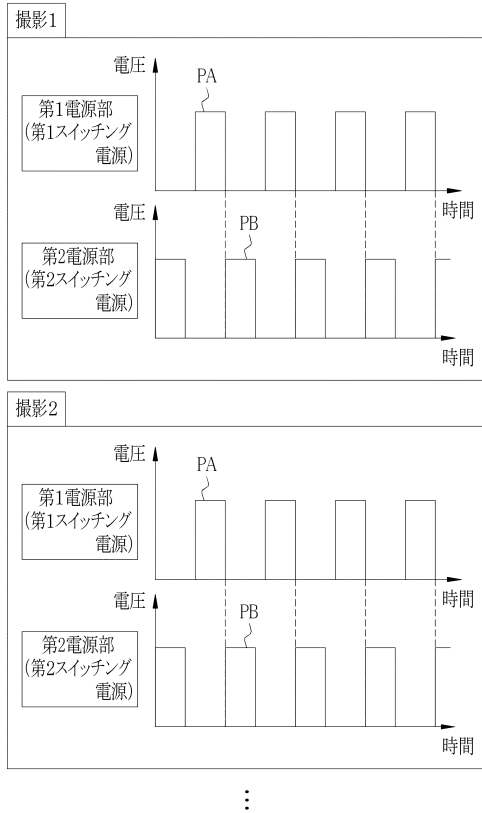 撮影1
電圧
PA
第1電源部
(第1スイッチング
電源)
時間
電圧
PB
第2電源部
(第2スイッチング
電源)
時間
撮影2
電圧
PA
第1電源部
(第1スイッチング
電源)
時間
電圧
PB
第2電源部
(第2スイッチング
電源)
時間
⋮